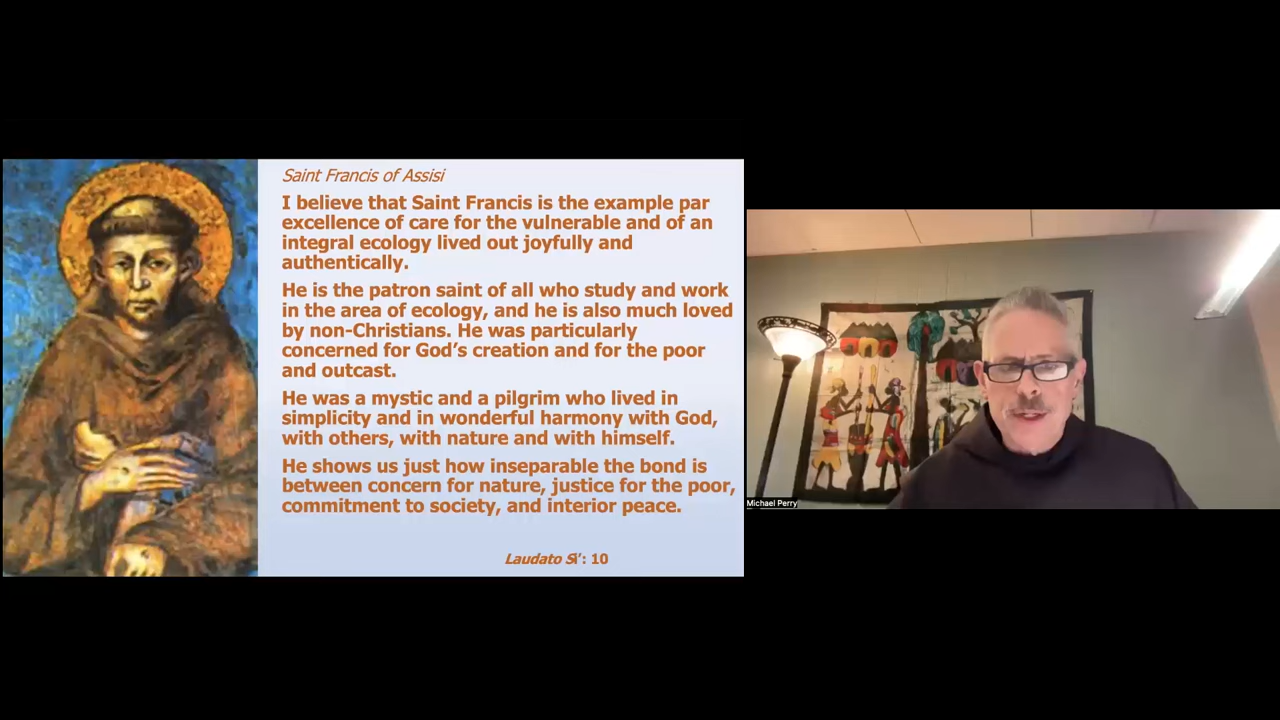 Saint Francis of Assisi
I believe that Saint Francis is the example par
excellence of care for the vulnerable and of an
integral ecology lived out joyfully and
authentically.
He is the patron saint of all who study and work
in the area of ecology, and he is also much loved
by non-Christians. He was particularly
concerned for God’s creation and for the poor
and outcast.
He was a mystic and a pilgrim who lived in
simplicity and in wonderful harmony with God,
with others, with nature and with himself.
He shows us just how inseparable the bond is
between concern for nature, justice for the poor,
commitment to society, and interior peace.
Laudato Si’: 10
Michael Perry